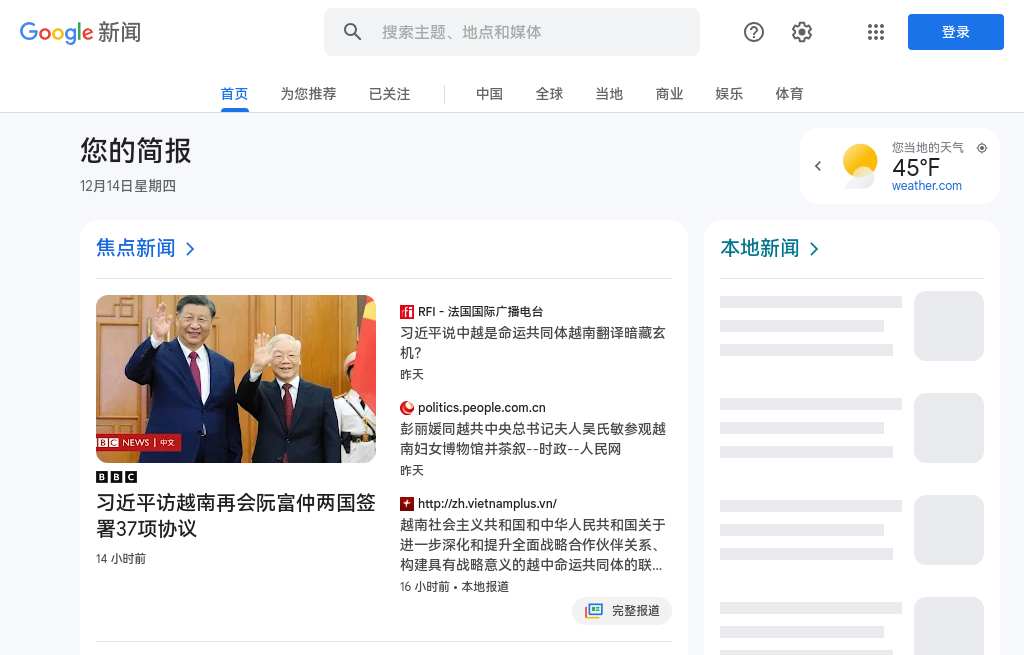 Google 新闻
搜索主题、地点和媒体
登录
首页
为您推荐
已关注
中国
全球
当地
商业
娱乐
体育
您的简报
12月14日星期四
您当地的天气
45°F
weather.com
焦点新闻
BBC NEWS 中文
BBC
习近平访越南再会阮富仲两国签
署37项协议
14 小时前
RFI - 法国国际广播电台
习近平说中越是命运共同体越南翻译暗藏玄
机？
昨天
politics.people.com.cn
彭丽媛同越共中央总书记夫人吴氏敏参观越
南妇女博物馆并茶叙--时政--人民网
昨天
http://zh.vietnamplus.vn/
越南社会主义共和国和中华人民共和国关于
进一步深化和提升全面战略合作伙伴关系、
构建具有战略意义的越中命运共同体的联...
16 小时前 • 本地报道
完整报道
本地新闻